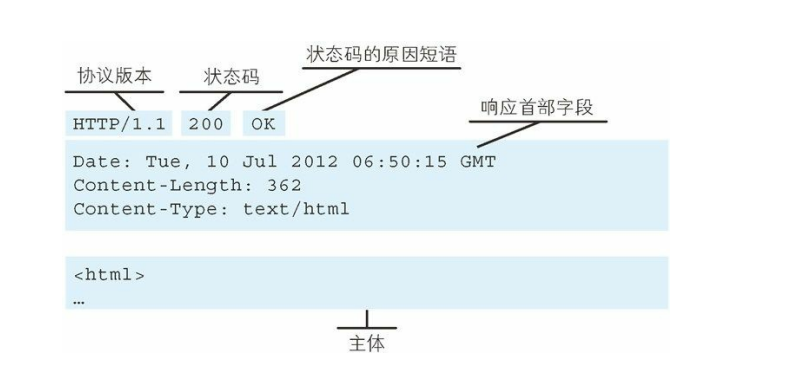 状态码的原因短语
协议版本 状态码
响应首部字段
HTTP/1.1 200 OK
Date: Tue, 10 Jul 2012 06:50:15 GMT
Content-Length: 362
Content-Type: text/html
<html>
…
主体